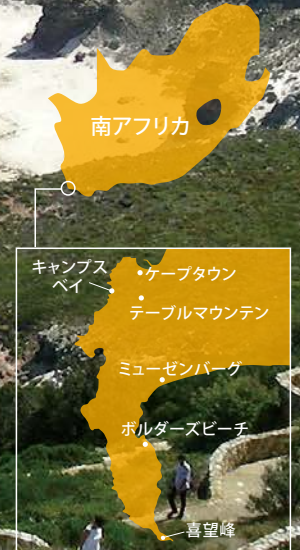 南アフリカ
キャンプス
ベイ
ケープタウン
テーブルマウンテン
ミューゼンバーグ
ボルダーズビーチ
喜望峰